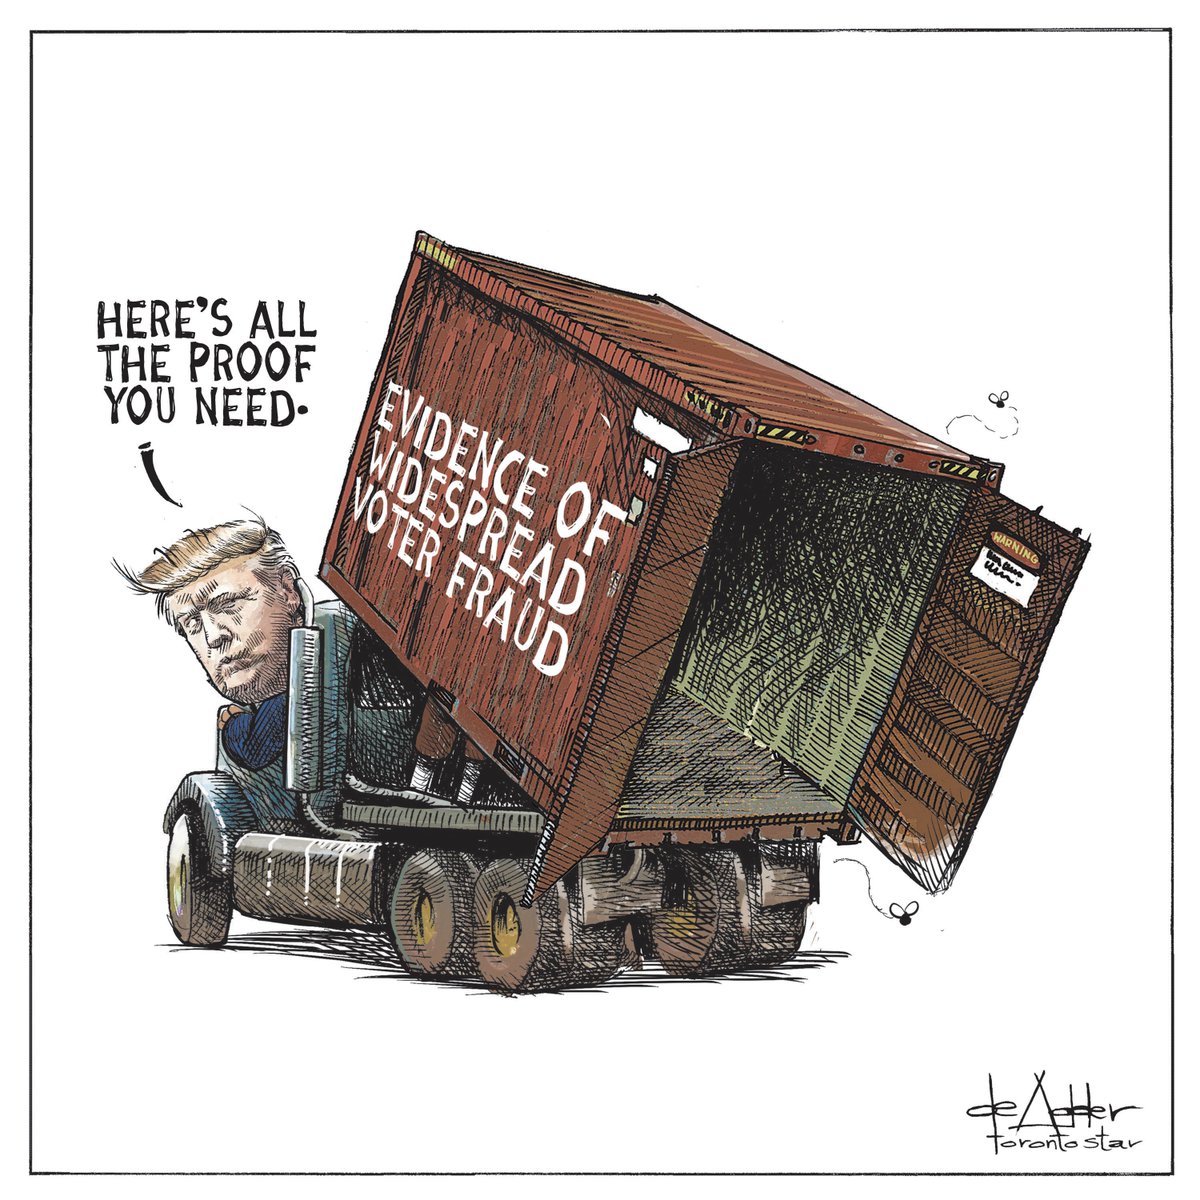 HERE'S ALL
THE PROOF
YOU NEED.
EVIDENCE OF
WIDESPREAD
VOTER FRAUD
WARNING
de Adder
toronto star